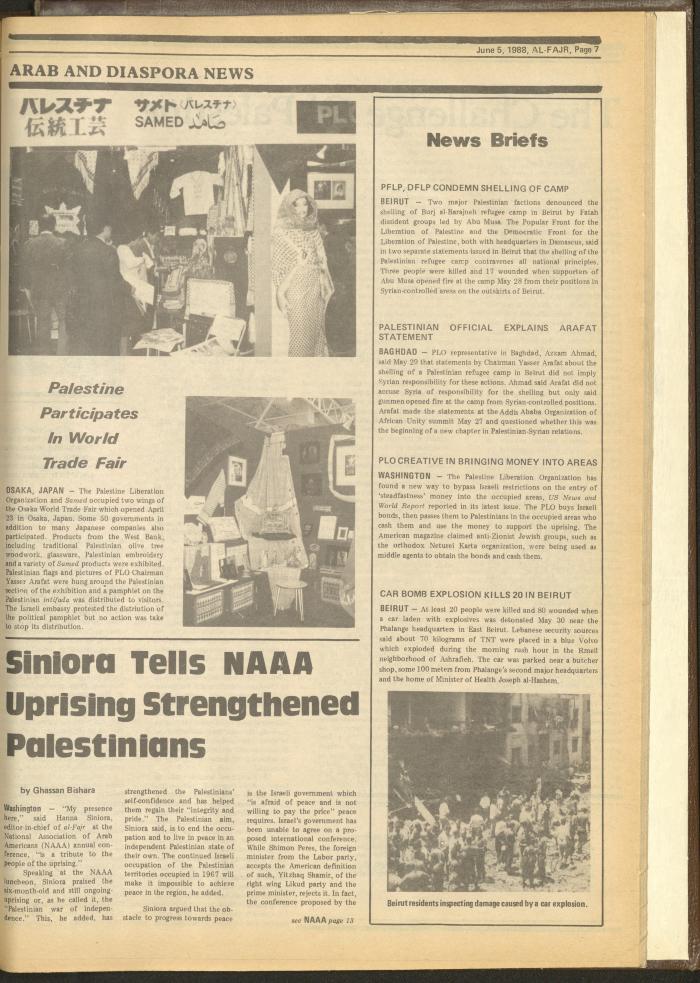 June 5, 1988, AL-FAJR, Page 7
ARAB AND DIASPORA NEWS
パレスチナ
伝統工芸
サメト(パレスチナ)
SAMED صامد
PLO
Palestine
Participates
In World
Trade Fair
OSAKA, JAPAN — The Palestine Liberation
Organization and Samed occupied two wings of
the Osaka World Trade Fair which opened April
23 in Osaka, Japan. Some 50 governments in
addition to many Japanese companies also
participated. Products from the West Bank,
including traditional Palestinian olive tree
woodwork, glassware, Palestinian embroidery
and a variety of Samed products were exhibited.
Palestinian flags and pictures of PLO Chairman
Yasser Arafat were hung around the Palestinian
section of the exhibition and a pamphlet on the
Palestinian intifada was distributed to visitors.
The Israeli embassy protested the distriution of
the political pamphlet but no action was take
to stop its distribution.
Siniora Tells NAAA
Uprising Strengthened
Palestinians
by Ghassan Bishara
Washington — "My presence
here," said Hanna Siniora,
editor-in-chief of al-Fajr at the
National Association of Arab
Americans (NAAA) annual con-
ference, "is a tribute to the
people of the uprising."
Speaking at the NAAA
luncheon, Siniora praised the
six-month-old and still ongoing
uprising or, as he called it, the
"Palestinian war of indepen-
dence." This, he added, has
strengthened the Palestinians'
self-confidence and has helped
them regain their "integrity and
pride." The Palestinian aim,
Siniora said, is to end the occu-
pation and to live in peace in an
independent Palestinian state of
their own. The continued Israeli
occupation of the Palestinian
territories occupied in 1967 will
make it impossible to achieve
peace in the region, he added.
Siniora argued that the ob-
stacle to progress towards peace
is the Israeli government which
"is afraid of peace and is not
willing to pay the price" peace
requires. Israel's government has
been unable to agree on a pro-
posed international conference.
While Shimon Peres, the foreign
minister from the Labor party,
accepts the American definition
of such, Yitzhaq Shamir, of the
right wing Likud party and the
prime minister, rejects it. In fact,
the conference proposed by the
see NAAA page 13
News Briefs
PFLP, DFLP CONDEMN SHELLING OF CAMP
BEIRUT — Two major Palestinian factions denounced the
shelling of Borj al-Barajneh refugee camp in Beirut by Fatah
dissident groups led by Abu Musa. The Popular Front for the
Liberation of Palestine and the Democratic Front for the
Liberation of Palestine, both with headquarters in Damascus, said
in two separate statements issued in Beirut that the shelling of the
Palestinian refugee camp contravenes all national principles.
Three people were killed and 17 wounded when supporters of
Abu Musa opened fire at the camp May 28 from their positions in
Syrian-controlled areas on the outskirts of Beirut.
PALESTINIAN OFFICIAL EXPLAINS ARAFAT
STATEMENT
BAGHDAD — PLO representative in Baghdad, Azzam Ahmad,
said May 29 that statements by Chairman Yasser Arafat about the
shelling of a Palestinian refugee camp in Beirut did not imply
Syrian responsibility for these actions. Ahmad said Arafat did not
accuse Syria of responsibility for the shelling but only said
gunmen opened fire at the camp from Syrian-controlled positions.
Arafat made the statements at the Addis Ababa Organization of
African Unity summit May 27 and questioned whether this was
the beginning of a new chapter in Palestinian-Syrian relations.
PLO CREATIVE IN BRINGING MONEY INTO AREAS
WASHINGTON — The Palestine Liberation Organization has
found a new way to bypass Israeli restrictions on the entry of
'steadfastness' money into the occupied areas, US News and
World Report reported in its latest issue. The PLO buys Israeli
bonds, then passes them to Palestinians in the occupied areas who
cash them and use the money to support the uprising. The
American magazine claimed anti-Zionist Jewish groups, such as
the orthodox Neturei Karta organization, were being used as
middle agents to obtain the bonds and cash them.
CAR BOMB EXPLOSION KILLS 20 IN BEIRUT
BEIRUT — At least 20 people were killed and 80 wounded when
a car laden with explosives was detonated May 30 near the
Phalange headquarters in East Beirut. Lebanese security sources
said about 70 kilograms of TNT were placed in a blue Volvo
which exploded during the morning rush hour in the Rmeil
neighborhood of Ashrafieh. The car was parked near a butcher
shop, some 100 meters from Phalange's second major headquarters
and the home of Minister of Health Joseph al-Hashem.
Beirut residents inspecting damage caused by a car explosion.